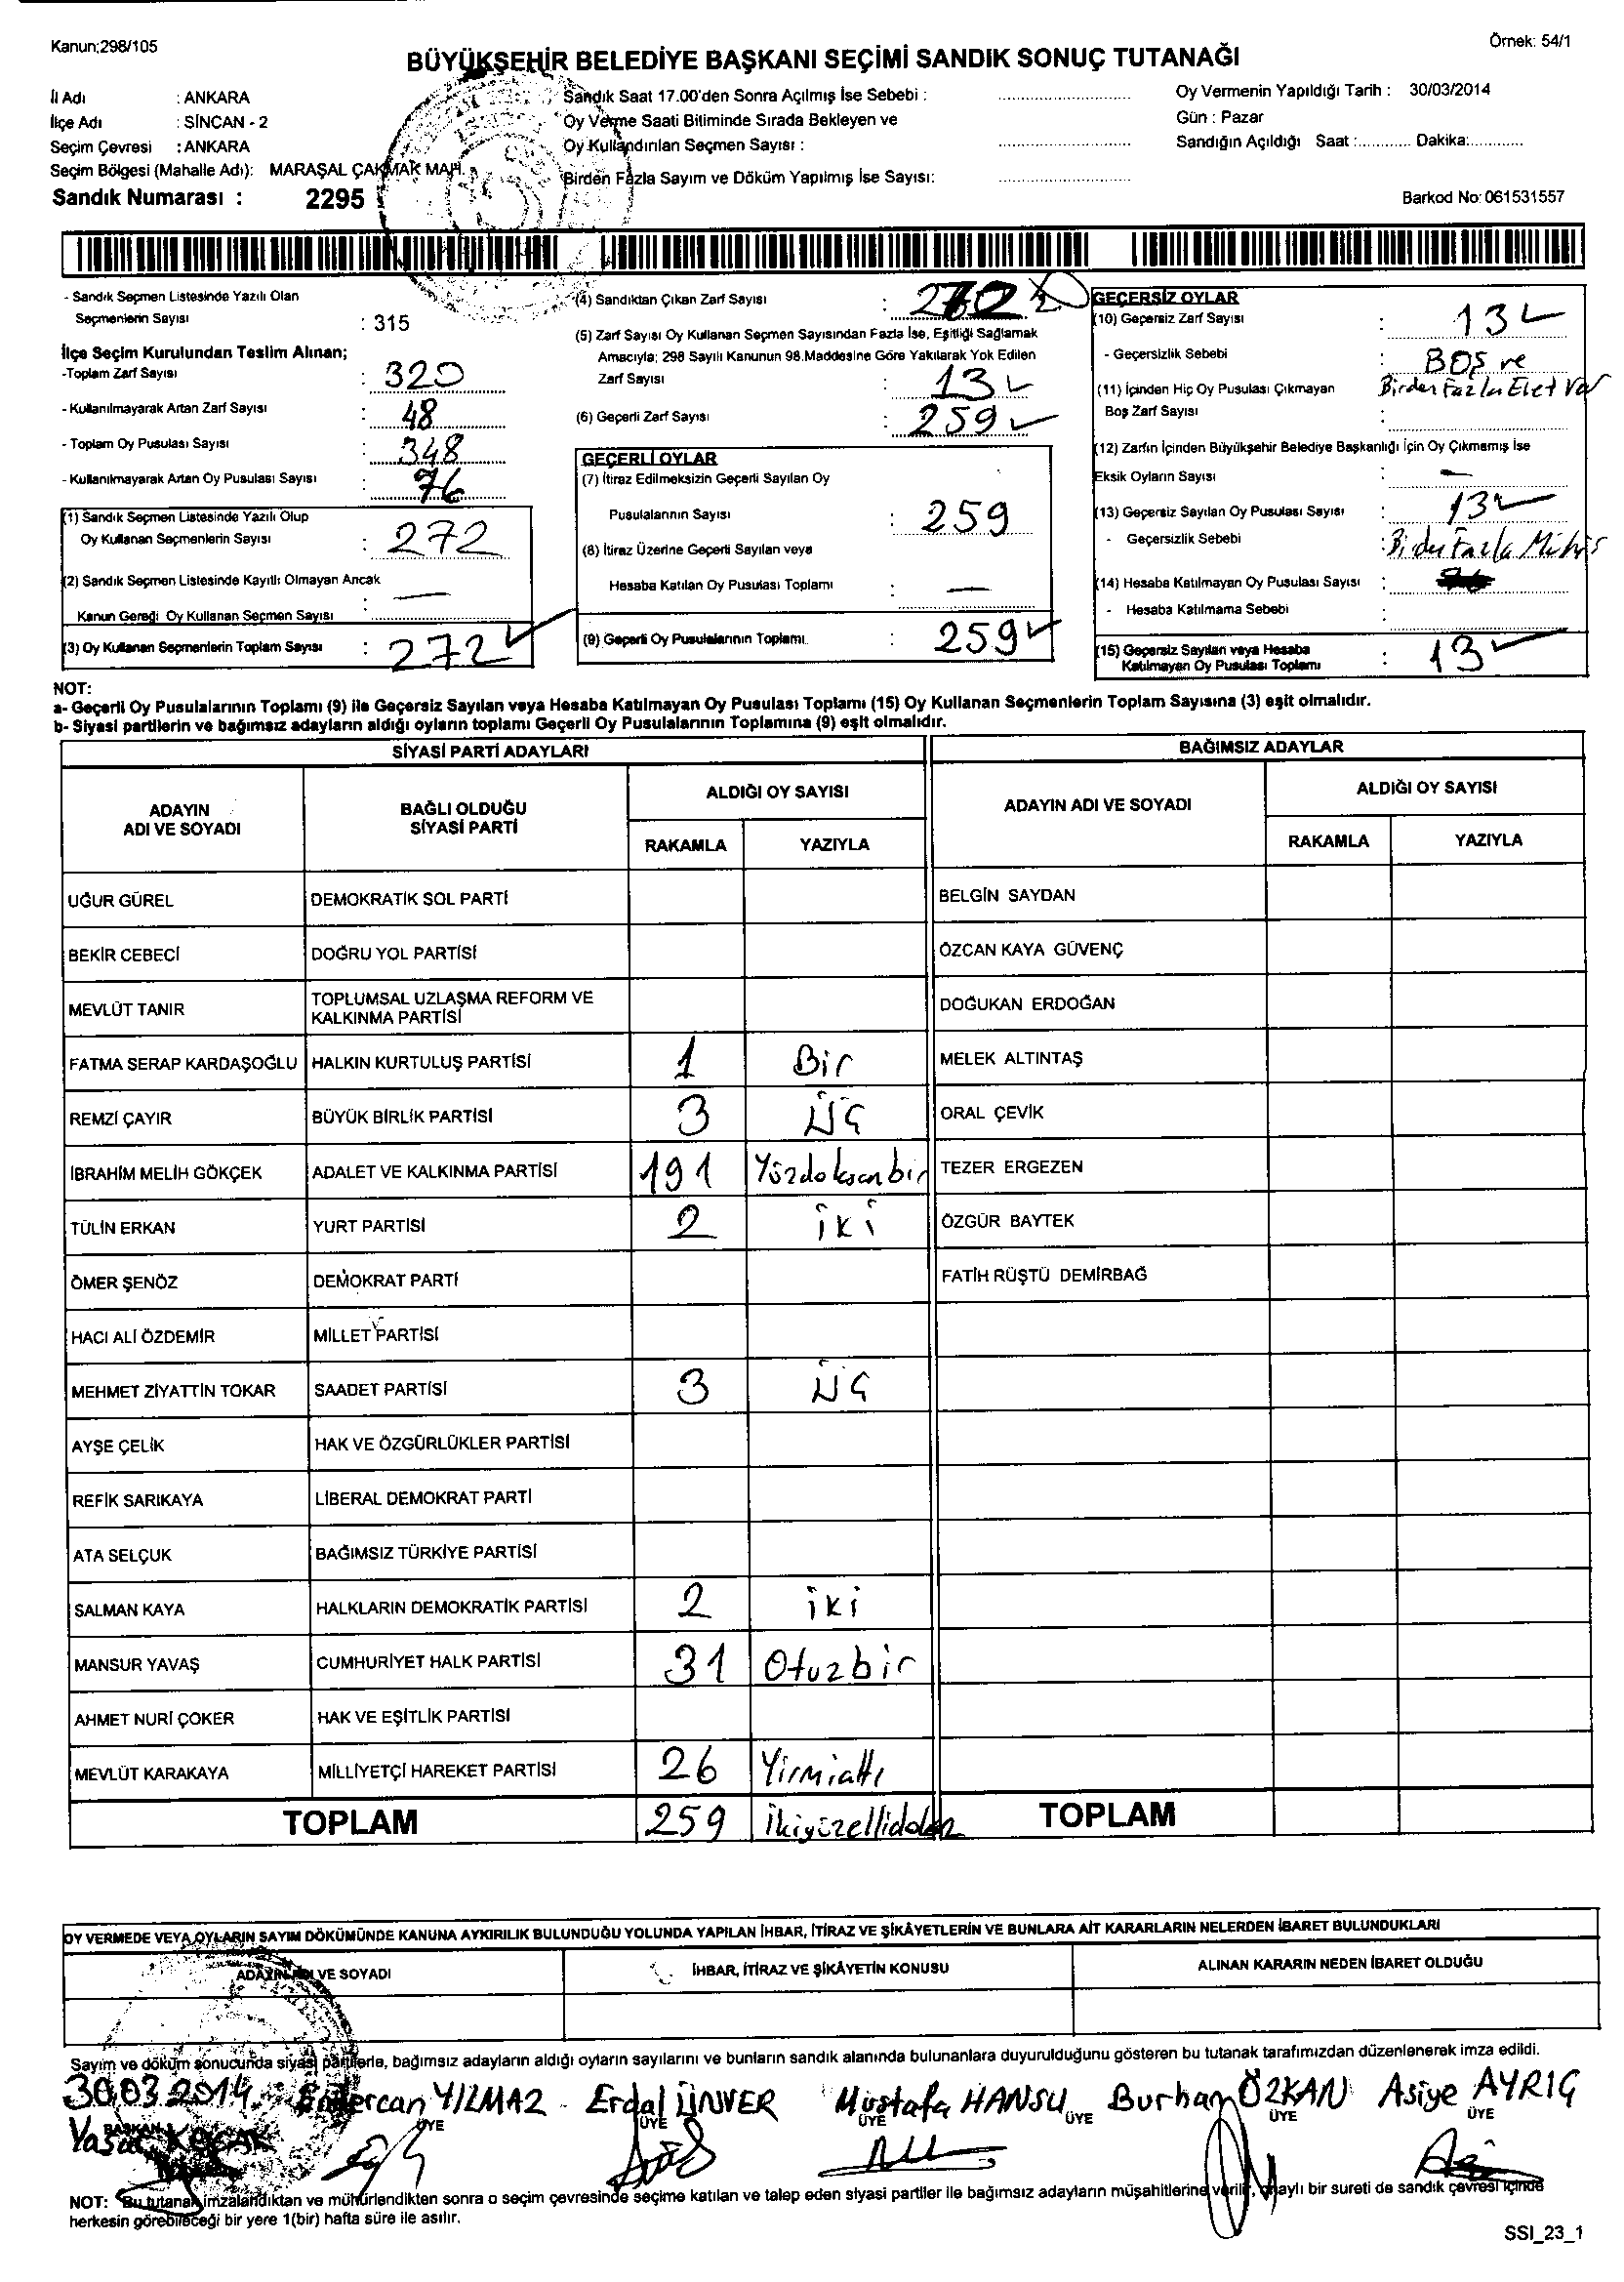 Kanun;298/105
Örnek: 54/1
BÜYÜKŞEHİR BELEDİYE BAŞKANI SEÇİMİ SANDIK SONUÇ TUTANAĞI
İl Adı : ANKARA
İlçe Adı : SİNCAN - 2
Seçim Çevresi : ANKARA
Seçim Bölgesi (Mahalle Adı): MARAŞAL ÇAKMAK MAH.
Sandık Numarası : 2295
Sandık Saat 17.00'den Sonra Açılmış İse Sebebi :
Oy Verme Saati Bitiminde Sırada Bekleyen ve
Oy Kullandırılan Seçmen Sayısı :
Birden Fazla Sayım ve Döküm Yapılmış İse Sayısı:
Oy Vermenin Yapıldığı Tarih : 30/03/2014
Gün : Pazar
Sandığın Açıldığı Saat :............ Dakika:............
Barkod No: 061531557
- Sandık Seçmen Listesinde Yazılı Olan
Seçmenlerin Sayısı : 315
İlçe Seçim Kurulundan Teslim Alınan;
-Toplam Zarf Sayısı : 320
- Kullanılmayarak Artan Zarf Sayısı : 48
- Toplam Oy Pusulası Sayısı : 348
- Kullanılmayarak Artan Oy Pusulası Sayısı : 76
(1) Sandık Seçmen Listesinde Yazılı Olup
Oy Kullanan Seçmenlerin Sayısı : 272
(2) Sandık Seçmen Listesinde Kayıtlı Olmayan Ancak
Kanun Gereği Oy Kullanan Seçmen Sayısı : —
(3) Oy Kullanan Seçmenlerin Toplam Sayısı : 272
(4) Sandıktan Çıkan Zarf Sayısı :
(5) Zarf Sayısı Oy Kullanan Seçmen Sayısından Fazla İse, Eşitliği Sağlamak
Amacıyla; 298 Sayılı Kanunun 98.Maddesine Göre Yakılarak Yok Edilen
Zarf Sayısı : 13
(6) Geçerli Zarf Sayısı : 259
GEÇERLİ OYLAR
(7) İtiraz Edilmeksizin Geçerli Sayılan Oy
Pusulalarının Sayısı : 259
(8) İtiraz Üzerine Geçerli Sayılan veya
Hesaba Katılan Oy Pusulası Toplamı : —
(9) Geçerli Oy Pusulalarının Toplamı. : 259
GEÇERSİZ OYLAR
(10) Geçersiz Zarf Sayısı : 13
- Geçersizlik Sebebi : BOŞ ve
Birden Fazla Evet Var
(11) İçinden Hiç Oy Pusulası Çıkmayan
Boş Zarf Sayısı :
(12) Zarfın İçinden Büyükşehir Belediye Başkanlığı İçin Oy Çıkmamış İse
Eksik Oyların Sayısı : —
(13) Geçersiz Sayılan Oy Pusulası Sayısı : 13
- Geçersizlik Sebebi : Birden Fazla
(14) Hesaba Katılmayan Oy Pusulası Sayısı :
- Hesaba Katılmama Sebebi :
(15) Geçersiz Sayılan veya Hesaba
Katılmayan Oy Pusulası Toplamı : 13
NOT:
a- Geçerli Oy Pusulalarının Toplamı (9) ile Geçersiz Sayılan veya Hesaba Katılmayan Oy Pusulası Toplamı (15) Oy Kullanan Seçmenlerin Toplam Sayısına (3) eşit olmalıdır.
b- Siyasi partilerin ve bağımsız adayların aldığı oyların toplamı Geçerli Oy Pusulalarının Toplamına (9) eşit olmalıdır.
SİYASİ PARTİ ADAYLARI
BAĞIMSIZ ADAYLAR
ADAYIN ADI VE SOYADI
BAĞLI OLDUĞU SİYASİ PARTİ
ALDIĞI OY SAYISI
RAKAMLA YAZIYLA
ADAYIN ADI VE SOYADI
ALDIĞI OY SAYISI
RAKAMLA YAZIYLA
UĞUR GÜREL DEMOKRATİK SOL PARTİ BELGİN SAYDAN
BEKİR CEBECİ DOĞRU YOL PARTİSİ ÖZCAN KAYA GÜVENÇ
MEVLÜT TANIR TOPLUMSAL UZLAŞMA REFORM VE KALKINMA PARTİSİ DOĞUKAN ERDOĞAN
FATMA SERAP KARDAŞOĞLU HALKIN KURTULUŞ PARTİSİ 1 Bir MELEK ALTINTAŞ
REMZİ ÇAYIR BÜYÜK BİRLİK PARTİSİ 3 ÜÇ ORAL ÇEVİK
İBRAHİM MELİH GÖKÇEK ADALET VE KALKINMA PARTİSİ 191 Yüzdoksanbir TEZER ERGEZEN
TÜLİN ERKAN YURT PARTİSİ 2 iki ÖZGÜR BAYTEK
ÖMER ŞENÖZ DEMOKRAT PARTİ FATİH RÜŞTÜ DEMİRBAĞ
HACI ALİ ÖZDEMİR MİLLET PARTİSİ
MEHMET ZİYATTİN TOKAR SAADET PARTİSİ 3 ÜÇ
AYŞE ÇELİK HAK VE ÖZGÜRLÜKLER PARTİSİ
REFİK SARIKAYA LİBERAL DEMOKRAT PARTİ
ATA SELÇUK BAĞIMSIZ TÜRKİYE PARTİSİ
SALMAN KAYA HALKLARIN DEMOKRATİK PARTİSİ 2 iki
MANSUR YAVAŞ CUMHURİYET HALK PARTİSİ 31 Otuzbir
AHMET NURİ ÇOKER HAK VE EŞİTLİK PARTİSİ
MEVLÜT KARAKAYA MİLLİYETÇİ HAREKET PARTİSİ 26 Yirmialtı
TOPLAM 259 ikiyüzellidokuz TOPLAM
OY VERMEDE VEYA OYLARIN SAYIM DÖKÜMÜNDE KANUNA AYKIRILIK BULUNDUĞU YOLUNDA YAPILAN İHBAR, İTİRAZ VE ŞİKÂYETLERİN VE BUNLARA AİT KARARLARIN NELERDEN İBARET BULUNDUKLARI
ADAYIN ADI VE SOYADI İHBAR, İTİRAZ VE ŞİKÂYETİN KONUSU ALINAN KARARIN NEDEN İBARET OLDUĞU
Sayım ve döküm sonucunda siyasi partilerle, bağımsız adayların aldığı oyların sayılarını ve bunların sandık alanında bulunanlara duyurulduğunu gösteren bu tutanak tarafımızdan düzenlenerek imza edildi.
30.03.2014 Endercan YILMAZ Erdal ÜNVER Mustafa HANSU Burhan ÖZKAN Asiye AYRIÇ
BAŞKAN ÜYE ÜYE ÜYE ÜYE ÜYE ÜYE
Yaşar KOÇAK
NOT: Bu tutanak imzalandıktan ve mühürlendikten sonra o seçim çevresinde seçime katılan ve talep eden siyasi partiler ile bağımsız adayların müşahitlerine verilir, onaylı bir sureti de sandık çevresi içinde
herkesin görebileceği bir yere 1(bir) hafta süre ile asılır.
SSI_23_1